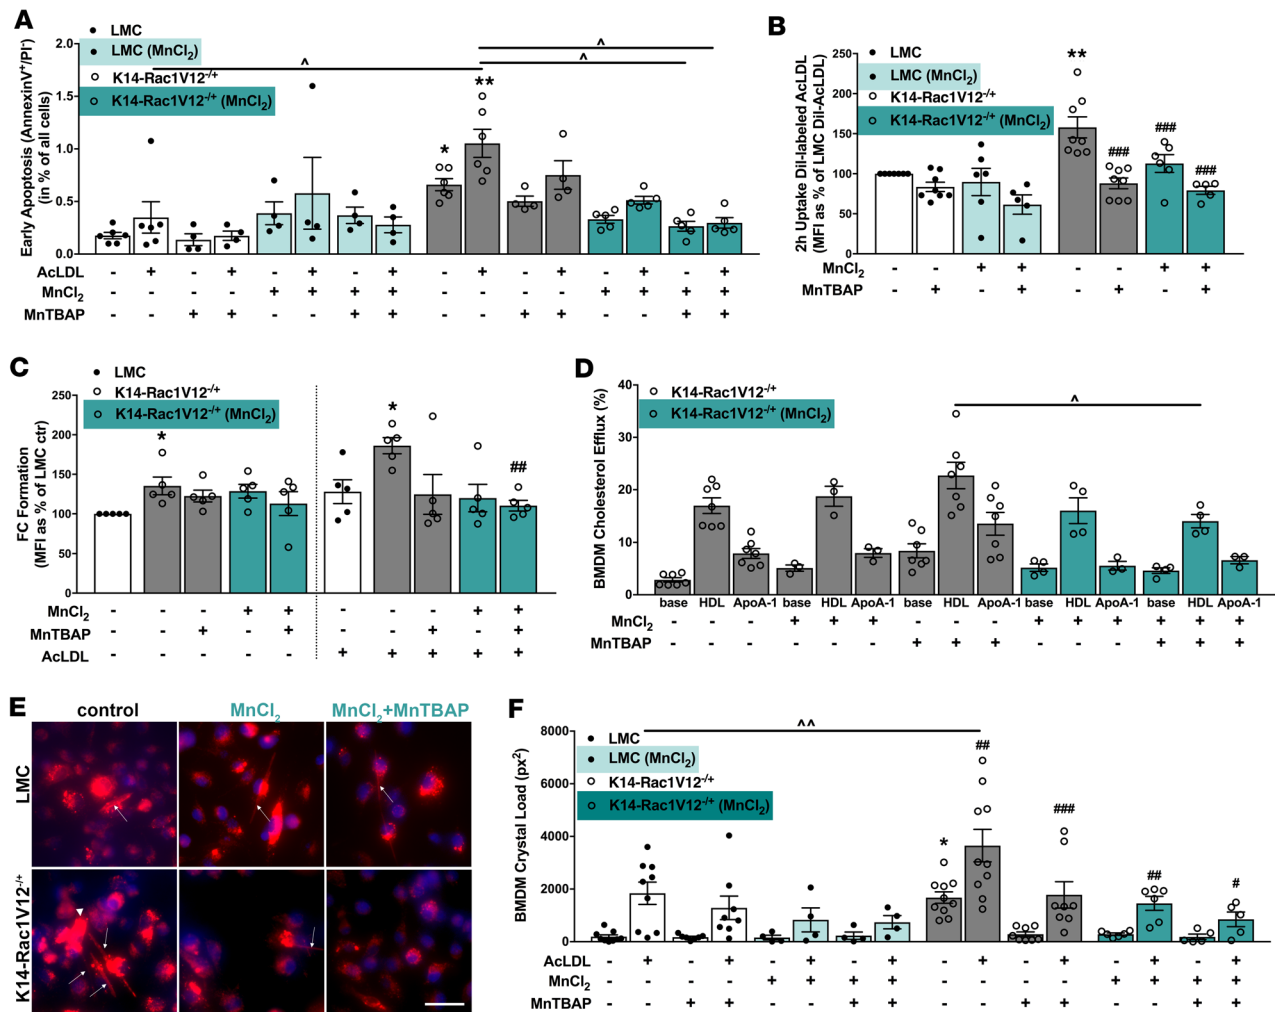 A
LMC
LMC (MnCl2)
K14-Rac1V12-/+
K14-Rac1V12-/+ (MnCl2)
Early Apoptosis (AnnexinV+/PI-)
(in % of all cells)
2.0
1.5
1.0
0.5
0.0
^
^
^
*
**
AcLDL - + - + - + - + - + - + - + - +
MnCl2 - - - - + + + + - - - - + + + +
MnTBAP - - + + - - + + - - + + - - + +
B
LMC
LMC (MnCl2)
K14-Rac1V12-/+
K14-Rac1V12-/+ (MnCl2)
2h Uptake Dil-labeled AcLDL
(MFI as % of LMC Dil-AcLDL)
250
200
150
100
50
0
**
###
###
###
MnCl2 - - + + - - + +
MnTBAP - + - + - + - +
C
LMC
K14-Rac1V12-/+
K14-Rac1V12-/+ (MnCl2)
FC Formation
(MFI as % of LMC ctr)
250
200
150
100
50
0
*
*
##
MnCl2 - - - + + - - - + +
MnTBAP - - + - + - - + - +
AcLDL - - - - - + + + + +
D
K14-Rac1V12-/+
K14-Rac1V12-/+ (MnCl2)
BMDM Cholesterol Efflux (%)
40
30
20
10
0
^
base HDL ApoA-1 base HDL ApoA-1 base HDL ApoA-1 base HDL ApoA-1 base HDL ApoA-1
MnCl2 - - - + + + - - - + + + + + +
MnTBAP - - - - - - + + + - - - + + +
E
control MnCl2 MnCl2+MnTBAP
LMC
K14-Rac1V12-/+
F
LMC
LMC (MnCl2)
K14-Rac1V12-/+
K14-Rac1V12-/+ (MnCl2)
BMDM Crystal Load (px2)
8000
6000
4000
2000
0
^^
*
##
###
##
#
AcLDL - + - + - + - + - + - + - + - +
MnCl2 - - - - + + + + - - - - + + + +
MnTBAP - - + + - - + + - - + + - - + +